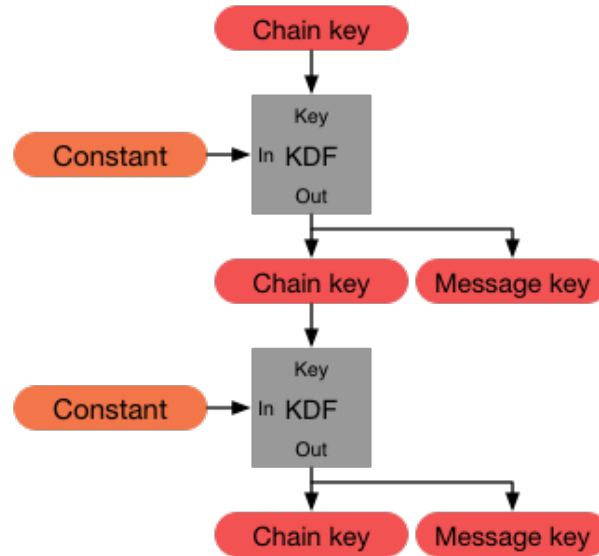 Chain key
Key
Constant
In KDF
Out
Chain key
Message key
Key
Constant
In KDF
Out
Chain key
Message key